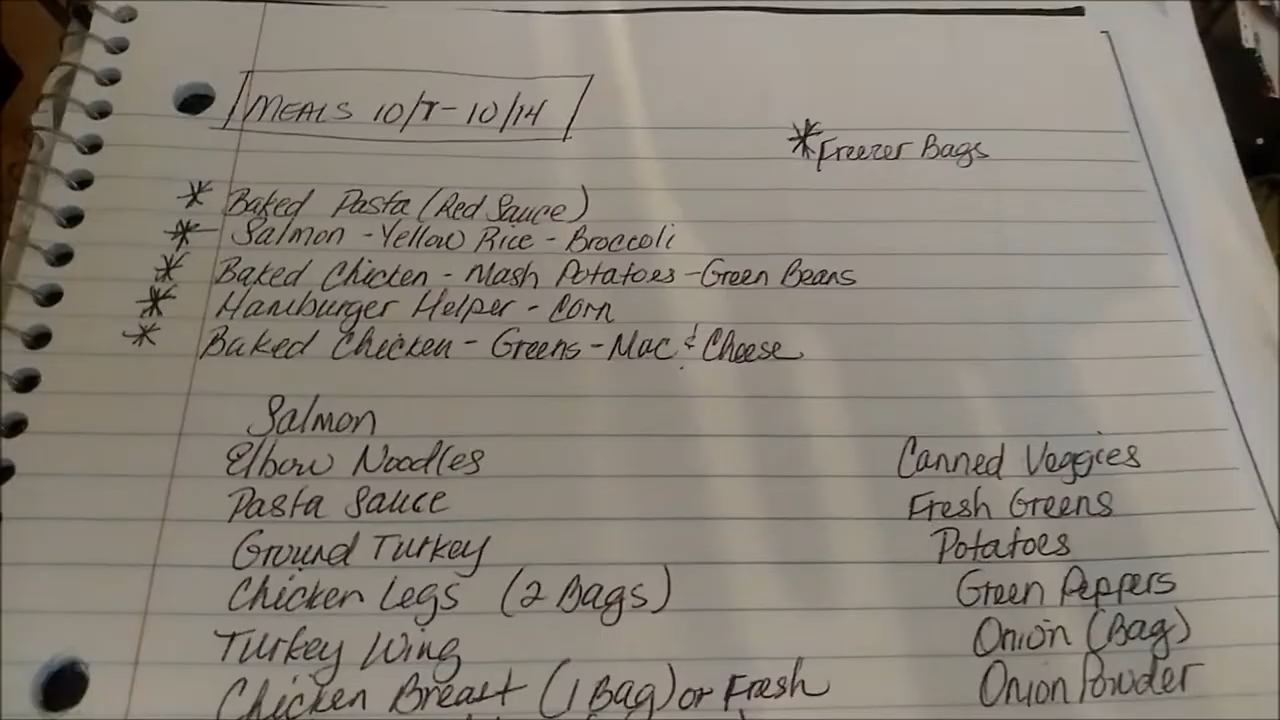 MEALS 10/7-10/14
*Freezer Bags
* Baked Pasta (Red Sauce)
* Salmon - Yellow Rice - Broccoli
* Baked Chicken - Mash Potatoes - Green Beans
* Hamburger Helper - Corn
* Baked Chicken - Greens - Mac & Cheese
Salmon
Elbow Noodles
Pasta Sauce
Ground Turkey
Chicken Legs (2 Bags)
Turkey Wing
Chicken Breast (1 Bag) or Fresh
Canned Veggies
Fresh Greens
Potatoes
Green Peppers
Onion (Bag)
Onion Powder